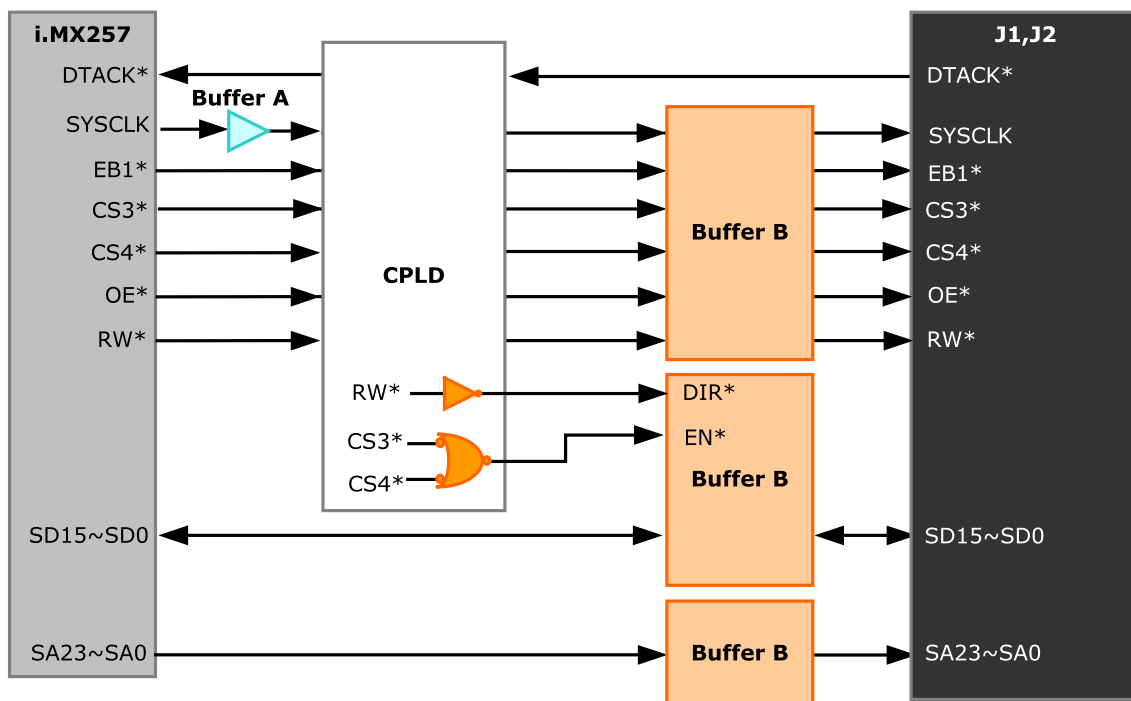 i.MX257
J1,J2
DTACK*
DTACK*
Buffer A
SYSCLK
SYSCLK
EB1*
EB1*
CS3*
CS3*
Buffer B
CS4*
CS4*
CPLD
OE*
OE*
RW*
RW*
RW*
DIR*
CS3*
EN*
CS4*
Buffer B
SD15~SD0
SD15~SD0
SA23~SA0
Buffer B
SA23~SA0